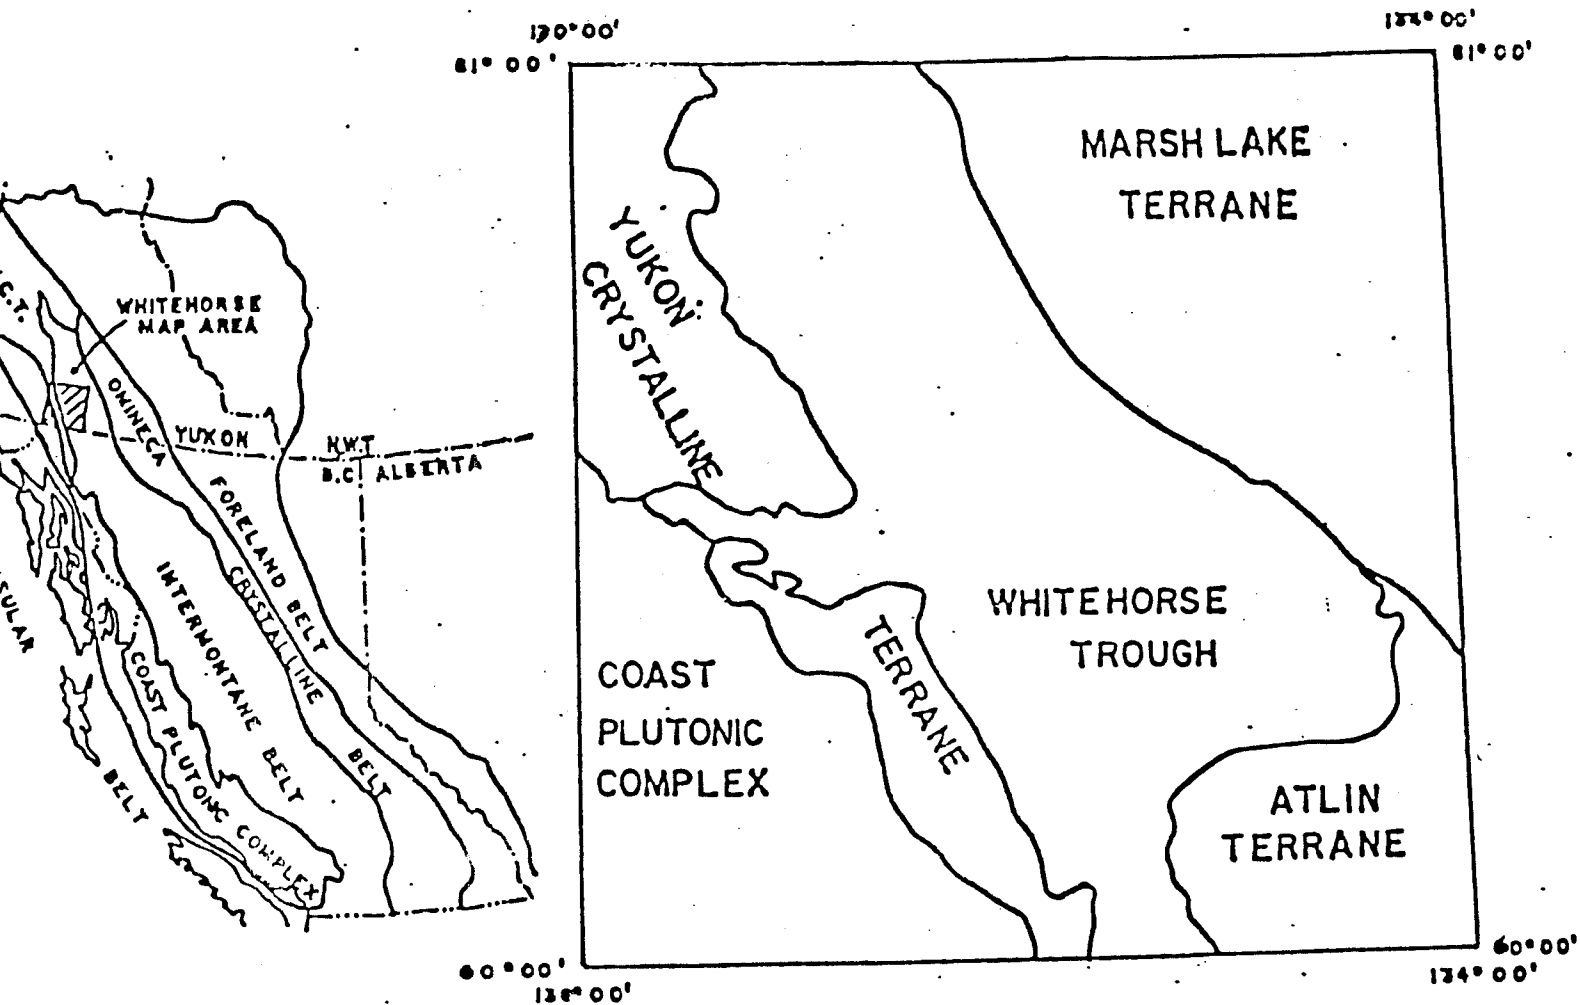 C.T.
WHITEHORSE
MAP AREA
OMINECA
YUKON
N.W.T
B.C.
ALBERTA
FORELAND BELT
CRYSTALLINE
BELT
INTERMONTANE BELT
COAST PLUTONIC COMPLEX
SULAR
BELT
61° 00'
61° 00'
MARSH LAKE
TERRANE
YUKON
CRYSTALLINE
TERRANE
WHITEHORSE
TROUGH
COAST
PLUTONIC
COMPLEX
ATLIN
TERRANE
60° 00'
60° 00'
134° 00'